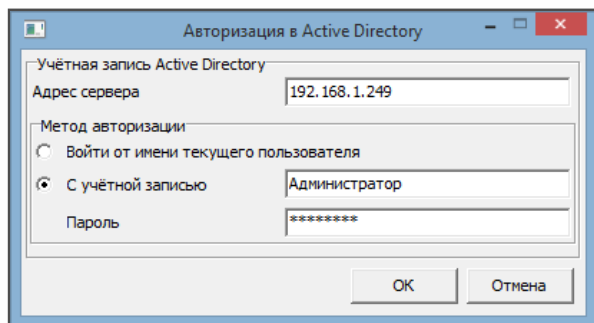 Авторизация в Active Directory
Учётная запись Active Directory
Адрес сервера 192.168.1.249
Метод авторизации
Войти от имени текущего пользователя
С учётной записью Администратор
Пароль ********
ОК Отмена